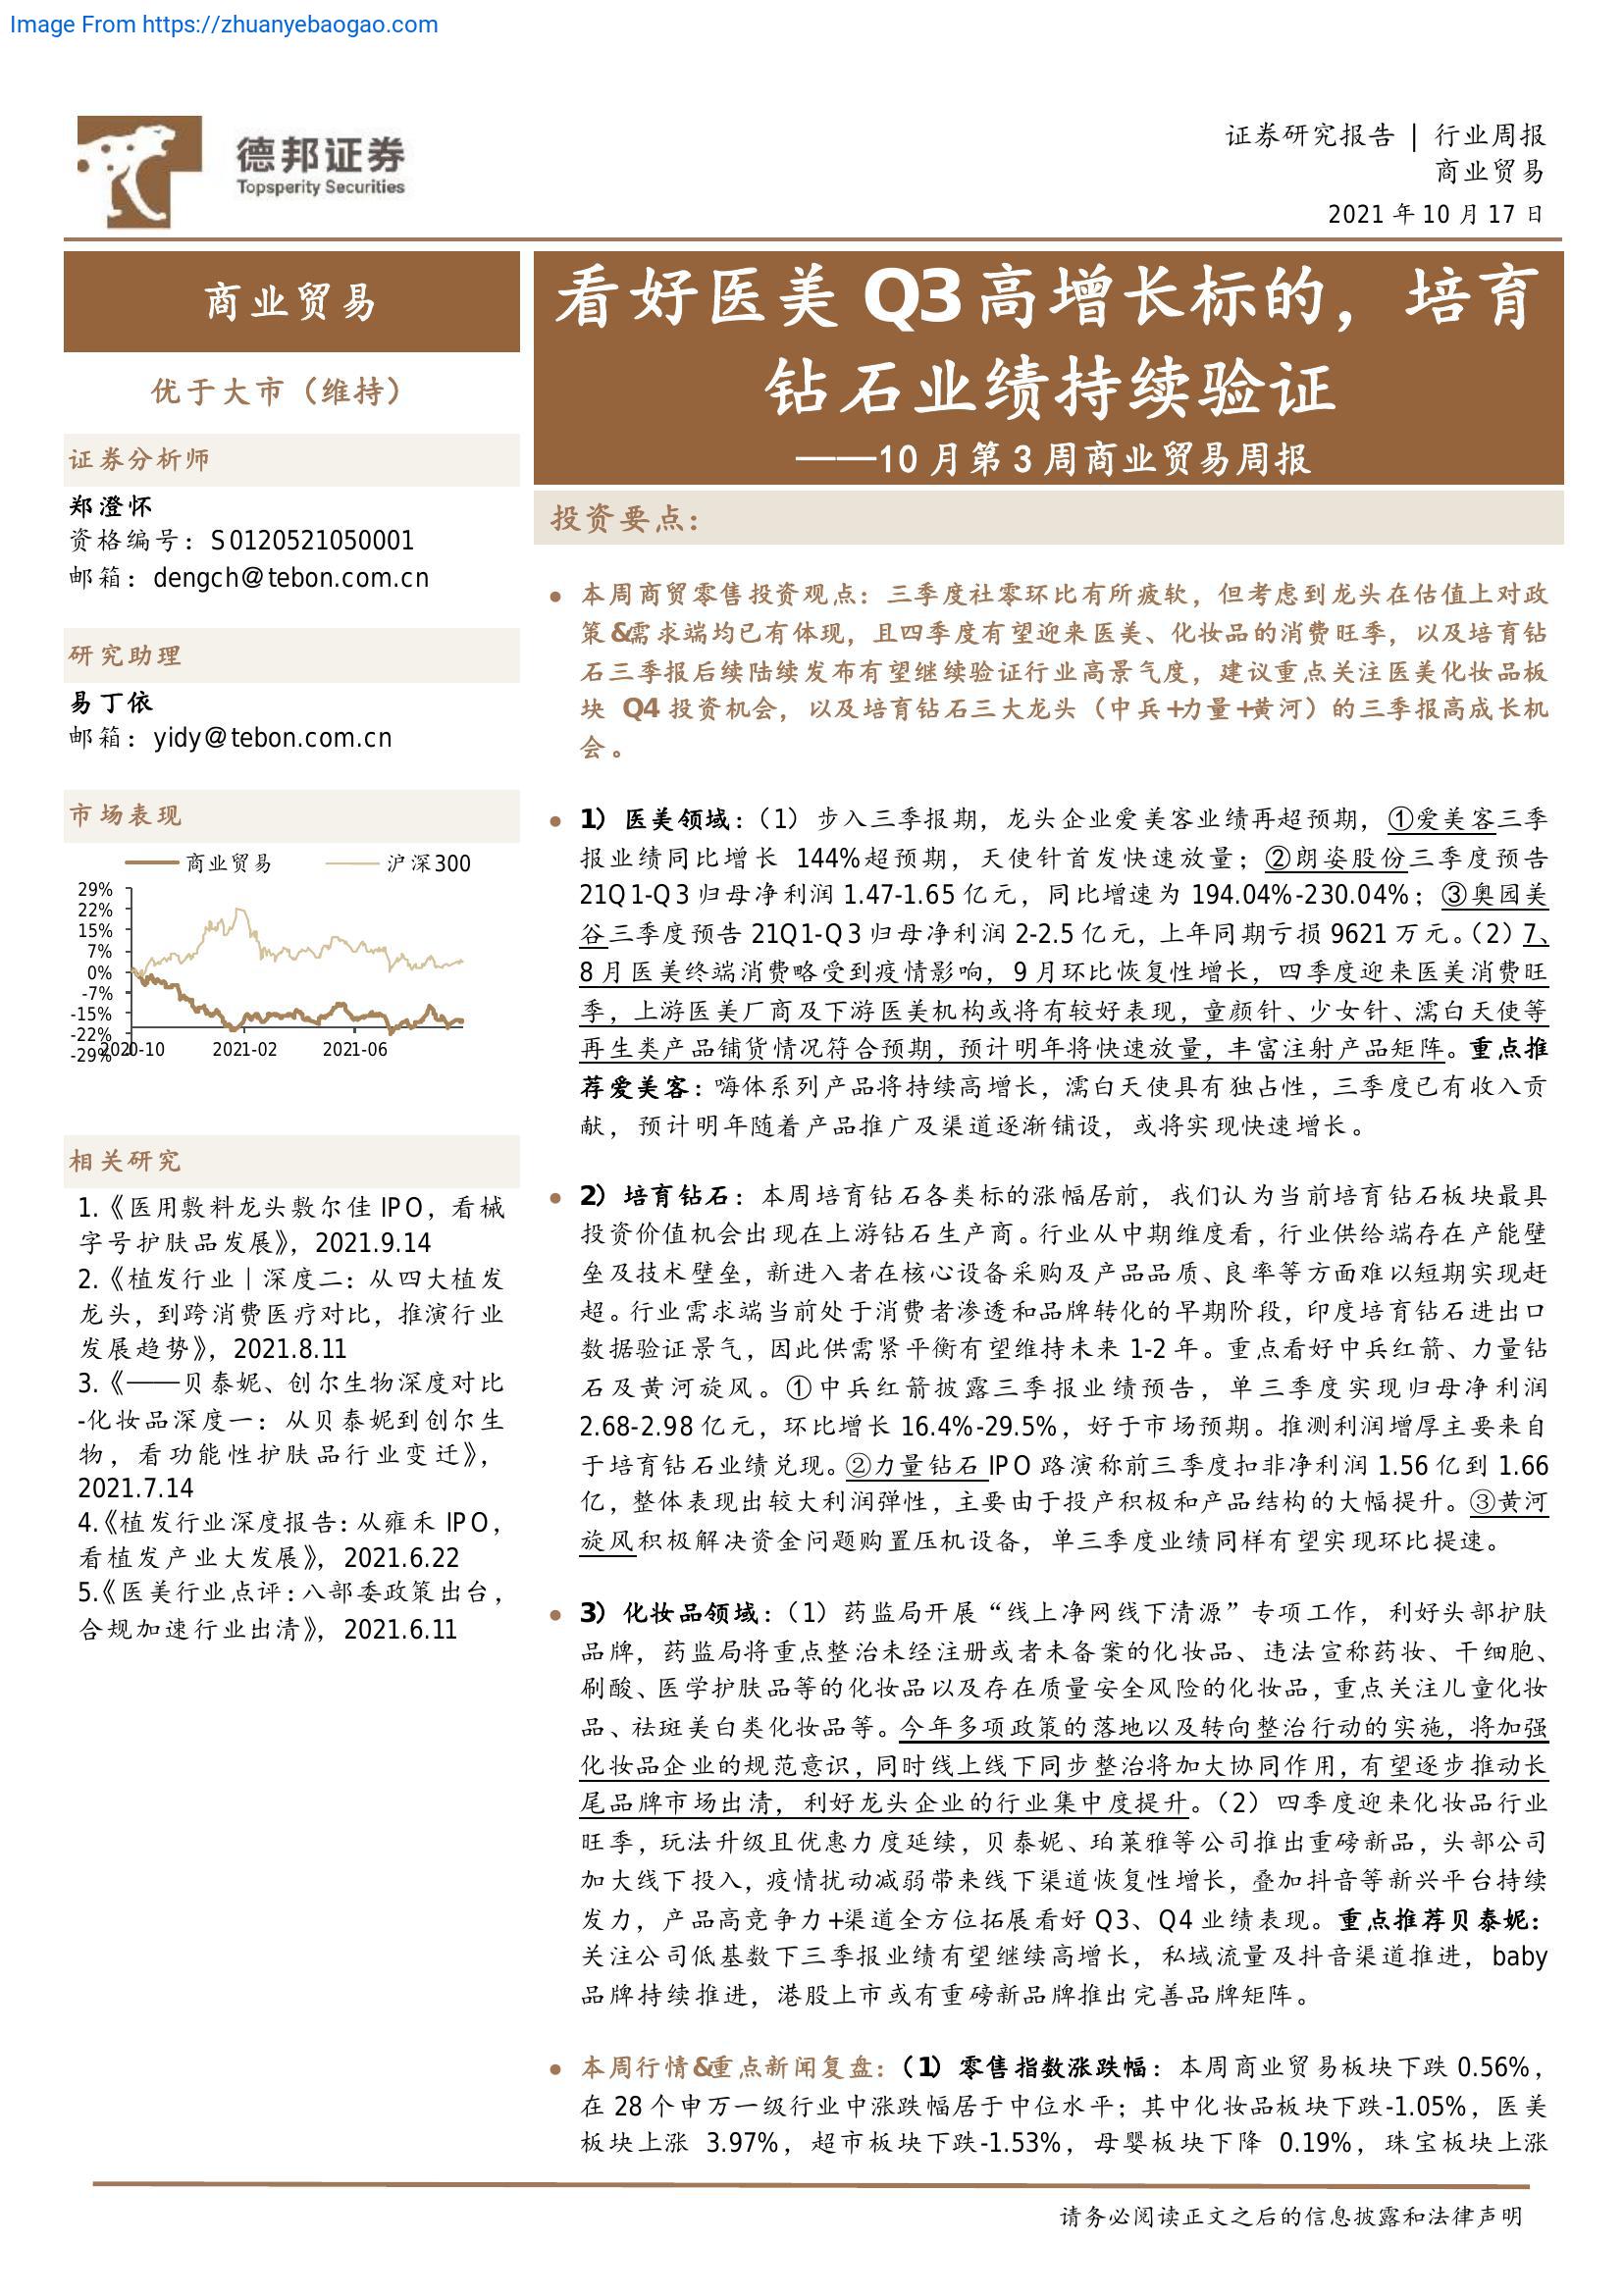 Image From https://zhuanyebaogao.com
德邦证券
Topsperity Securities
证券研究报告 | 行业周报
商业贸易
2021 年 10 月 17 日
商业贸易
优于大市（维持）
证券分析师
郑澄怀
资格编号：S0120521050001
邮箱：dengch@tebon.com.cn
研究助理
易丁依
邮箱：yidy@tebon.com.cn
市场表现
商业贸易 沪深300
29%
22%
15%
7%
0%
-7%
-15%
-22%
-29%
2020-10 2021-02 2021-06
相关研究
1.《医用敷料龙头敷尔佳 IPO，看械
字号护肤品发展》，2021.9.14
2.《植发行业｜深度二：从四大植发
龙头，到跨消费医疗对比，推演行业
发展趋势》，2021.8.11
3.《——贝泰妮、创尔生物深度对比
-化妆品深度一：从贝泰妮到创尔生
物，看功能性护肤品行业变迁》，
2021.7.14
4.《植发行业深度报告：从雍禾 IPO，
看植发产业大发展》，2021.6.22
5.《医美行业点评：八部委政策出台，
合规加速行业出清》，2021.6.11
看好医美 Q3 高增长标的，培育
钻石业绩持续验证
——10 月第 3 周商业贸易周报
投资要点：
● 本周商贸零售投资观点：三季度社零环比有所疲软，但考虑到龙头在估值上对政
策&需求端均已有体现，且四季度有望迎来医美、化妆品的消费旺季，以及培育钻
石三季报后续陆续发布有望继续验证行业高景气度，建议重点关注医美化妆品板
块 Q4 投资机会，以及培育钻石三大龙头（中兵+力量+黄河）的三季报高成长机
会。
● 1）医美领域：（1）步入三季报期，龙头企业爱美客业绩再超预期，①爱美客三季
报业绩同比增长 144%超预期，天使针首发快速放量；②朗姿股份三季度预告
21Q1-Q3 归母净利润 1.47-1.65 亿元，同比增速为 194.04%-230.04%；③奥园美
谷三季度预告 21Q1-Q3 归母净利润 2-2.5 亿元，上年同期亏损 9621 万元。（2）7、
8 月医美终端消费略受到疫情影响，9 月环比恢复性增长，四季度迎来医美消费旺
季，上游医美厂商及下游医美机构或将有较好表现，童颜针、少女针、濡白天使等
再生类产品铺货情况符合预期，预计明年将快速放量，丰富注射产品矩阵。重点推
荐爱美客：嗨体系列产品将持续高增长，濡白天使具有独占性，三季度已有收入贡
献，预计明年随着产品推广及渠道逐渐铺设，或将实现快速增长。
● 2）培育钻石：本周培育钻石各类标的涨幅居前，我们认为当前培育钻石板块最具
投资价值机会出现在上游钻石生产商。行业从中期维度看，行业供给端存在产能壁
垒及技术壁垒，新进入者在核心设备采购及产品品质、良率等方面难以短期实现赶
超。行业需求端当前处于消费者渗透和品牌转化的早期阶段，印度培育钻石进出口
数据验证景气，因此供需紧平衡有望维持未来 1-2 年。重点看好中兵红箭、力量钻
石及黄河旋风。①中兵红箭披露三季报业绩预告，单三季度实现归母净利润
2.68-2.98 亿元，环比增长 16.4%-29.5%，好于市场预期。推测利润增厚主要来自
于培育钻石业绩兑现。②力量钻石 IPO 路演称前三季度扣非净利润 1.56 亿到 1.66
亿，整体表现出较大利润弹性，主要由于投产积极和产品结构的大幅提升。③黄河
旋风积极解决资金问题购置压机设备，单三季度业绩同样有望实现环比提速。
● 3）化妆品领域：（1）药监局开展“线上净网线下清源”专项工作，利好头部护肤
品牌，药监局将重点整治未经注册或者未备案的化妆品、违法宣称药妆、干细胞、
刷酸、医学护肤品等的化妆品以及存在质量安全风险的化妆品，重点关注儿童化妆
品、祛斑美白类化妆品等。今年多项政策的落地以及转向整治行动的实施，将加强
化妆品企业的规范意识，同时线上线下同步整治将加大协同作用，有望逐步推动长
尾品牌市场出清，利好龙头企业的行业集中度提升。（2）四季度迎来化妆品行业
旺季，玩法升级且优惠力度延续，贝泰妮、珀莱雅等公司推出重磅新品，头部公司
加大线下投入，疫情扰动减弱带来线下渠道恢复性增长，叠加抖音等新兴平台持续
发力，产品高竞争力+渠道全方位拓展看好 Q3、Q4 业绩表现。重点推荐贝泰妮：
关注公司低基数下三季报业绩有望继续高增长，私域流量及抖音渠道推进，baby
品牌持续推进，港股上市或有重磅新品牌推出完善品牌矩阵。
● 本周行情&重点新闻复盘：（1）零售指数涨跌幅：本周商业贸易板块下跌 0.56%，
在 28 个申万一级行业中涨跌幅居于中位水平；其中化妆品板块下跌-1.05%，医美
板块上涨 3.97%，超市板块下跌-1.53%，母婴板块下降 0.19%，珠宝板块上涨
请务必阅读正文之后的信息披露和法律声明